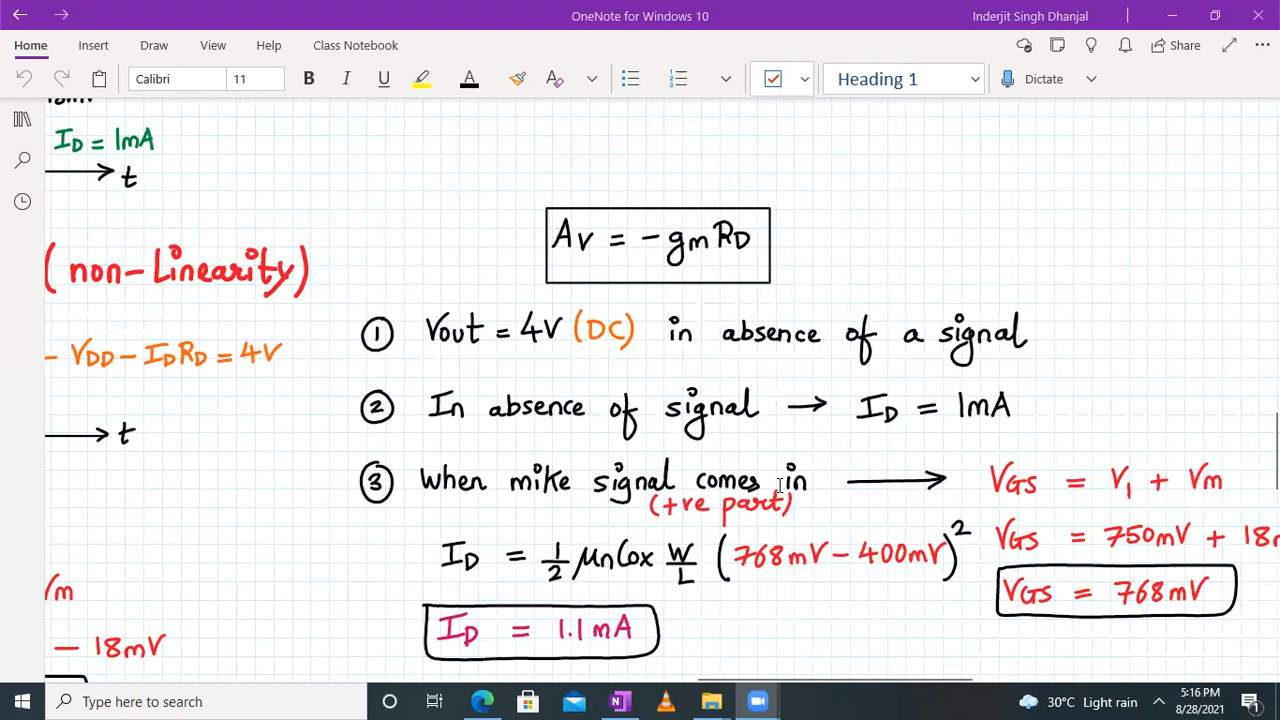 OneNote for Windows 10
Inderjit Singh Dhanjal
Home Insert Draw View Help Class Notebook
Share
Calibri 11 B I U A Heading 1 Dictate
ID = 1mA
t
Av = - gmRD
(non-Linearity)
① Vout = 4V (DC) in absence of a signal
- VDD - IDRD = 4V
② In absence of signal → ID = 1mA
t
③ When mike signal comes in → VGS = V1 + Vm
(+ve part)
VGS = 750mV + 18m
ID = 1/2 μnCox W/L (768mV - 400mV)²
VGS = 768mV
ID = 1.1mA
- 18mV
Type here to search
30°C Light rain
5:16 PM
8/28/2021
1